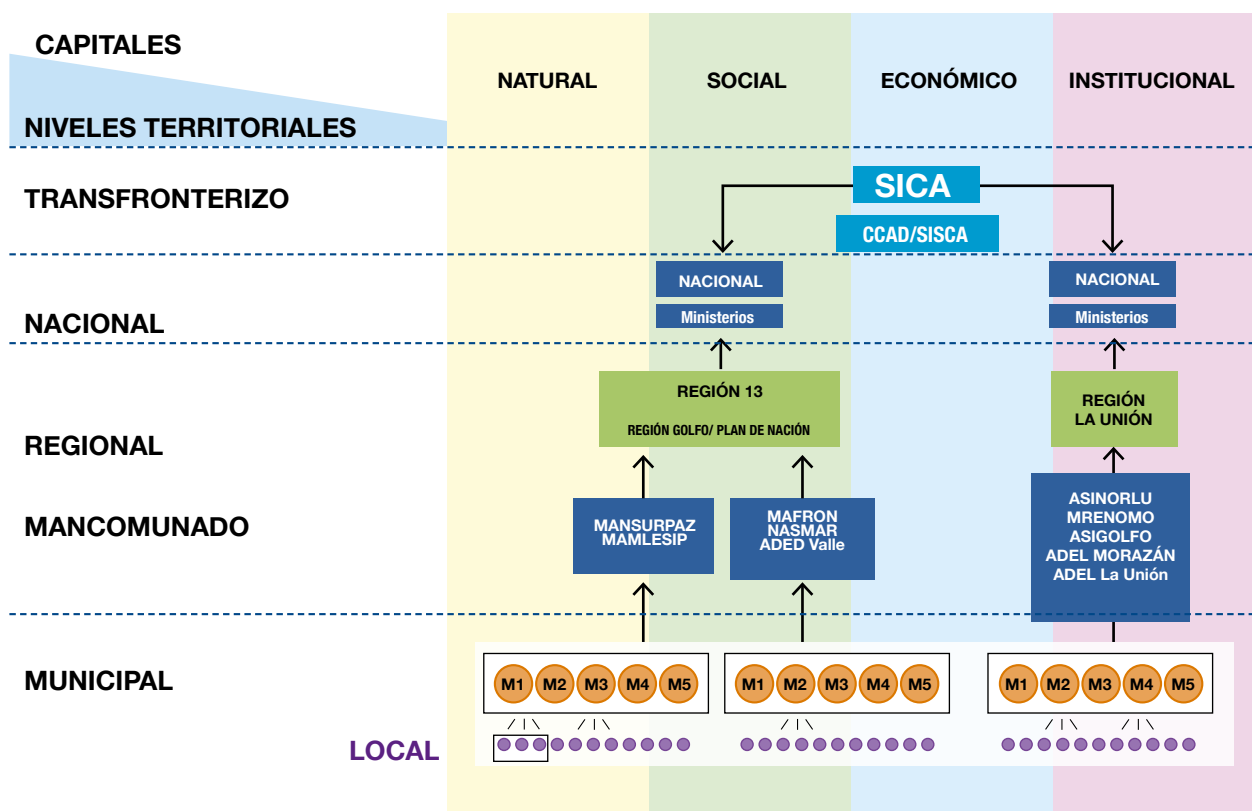 CAPITALES
NATURAL
SOCIAL
ECONÓMICO
INSTITUCIONAL
NIVELES TERRITORIALES
TRANSFRONTERIZO
SICA
CCAD/SISCA
NACIONAL
NACIONAL
Ministerios
NACIONAL
Ministerios
REGIONAL
REGIÓN 13
REGIÓN GOLFO/ PLAN DE NACIÓN
REGIÓN
LA UNIÓN
MANCOMUNADO
MANSURPAZ
MAMLESIP
MAFRON
NASMAR
ADED Valle
ASINORLU
MRENOMO
ASIGOLFO
ADEL MORAZÁN
ADEL La Unión
MUNICIPAL
M1 M2 M3 M4 M5
M1 M2 M3 M4 M5
M1 M2 M3 M4 M5
LOCAL